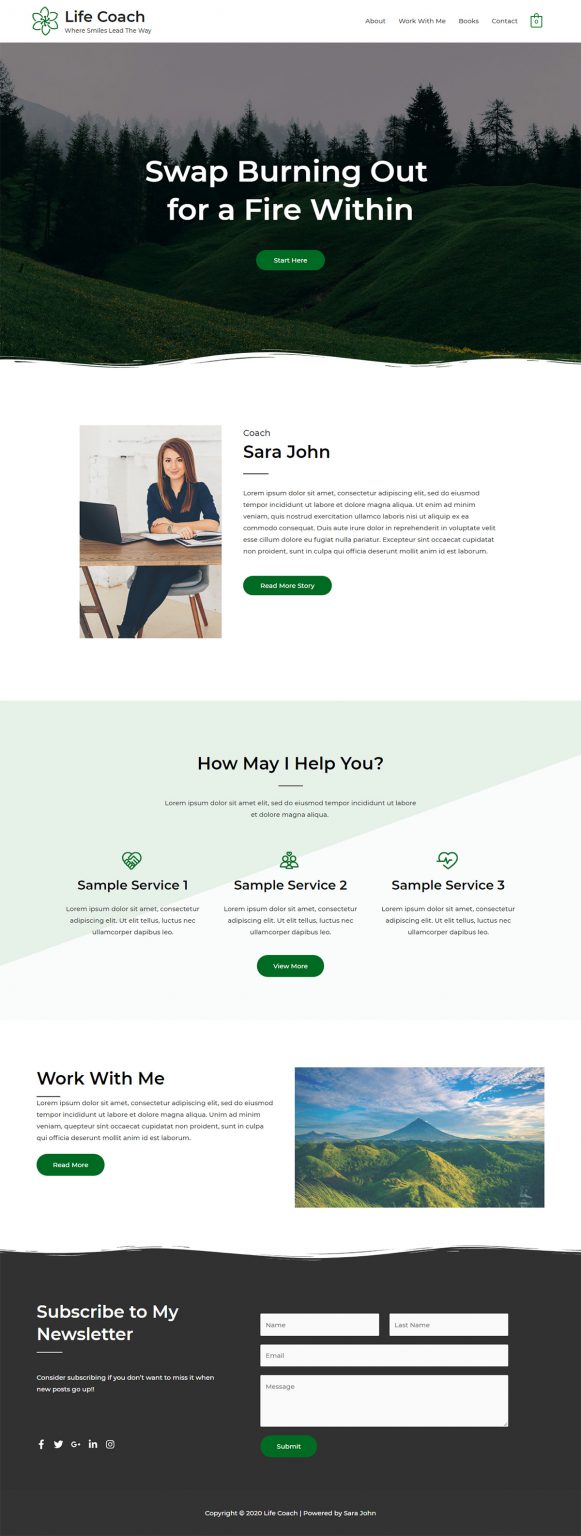 Life Coach
Where Smiles Lead The Way
About Work With Me Books Contact 0
Swap Burning Out
for a Fire Within
Start Here
Coach
Sara John
Lorem ipsum dolor sit amet, consectetur adipiscing elit, sed do eiusmod
tempor incididunt ut labore et dolore magna aliqua. Ut enim ad minim
veniam, quis nostrud exercitation ullamco laboris nisi ut aliquip ex ea
commodo consequat. Duis aute irure dolor in reprehenderit in voluptate velit
esse cillum dolore eu fugiat nulla pariatur. Excepteur sint occaecat cupidatat
non proident, sunt in culpa qui officia deserunt mollit anim id est laborum.
Read More Story
How May I Help You?
Lorem ipsum dolor sit amet elit, sed do eiusmod tempor incididunt ut labore
et dolore magna aliqua.
Sample Service 1
Lorem ipsum dolor sit amet, consectetur
adipiscing elit. Ut elit tellus, luctus nec
ullamcorper dapibus leo.
Sample Service 2
Lorem ipsum dolor sit amet, consectetur
adipiscing elit. Ut elit tellus, luctus nec
ullamcorper dapibus leo.
Sample Service 3
Lorem ipsum dolor sit amet, consectetur
adipiscing elit. Ut elit tellus, luctus nec
ullamcorper dapibus leo.
View More
Work With Me
Lorem ipsum dolor sit amet, consectetur adipiscing elit, sed do eiusmod
tempor incididunt ut labore et dolore magna aliqua. Unim ad minim
veniam, quepteur sint occaecat cupidatat non proident, sunt in culpa
qui officia deserunt mollit anim id est laborum.
Read More
Subscribe to My
Newsletter
Consider subscribing if you don't want to miss it when
new posts go up!!
Name
Last Name
Email
Message
Submit
Copyright © 2020 Life Coach | Powered by Sara John